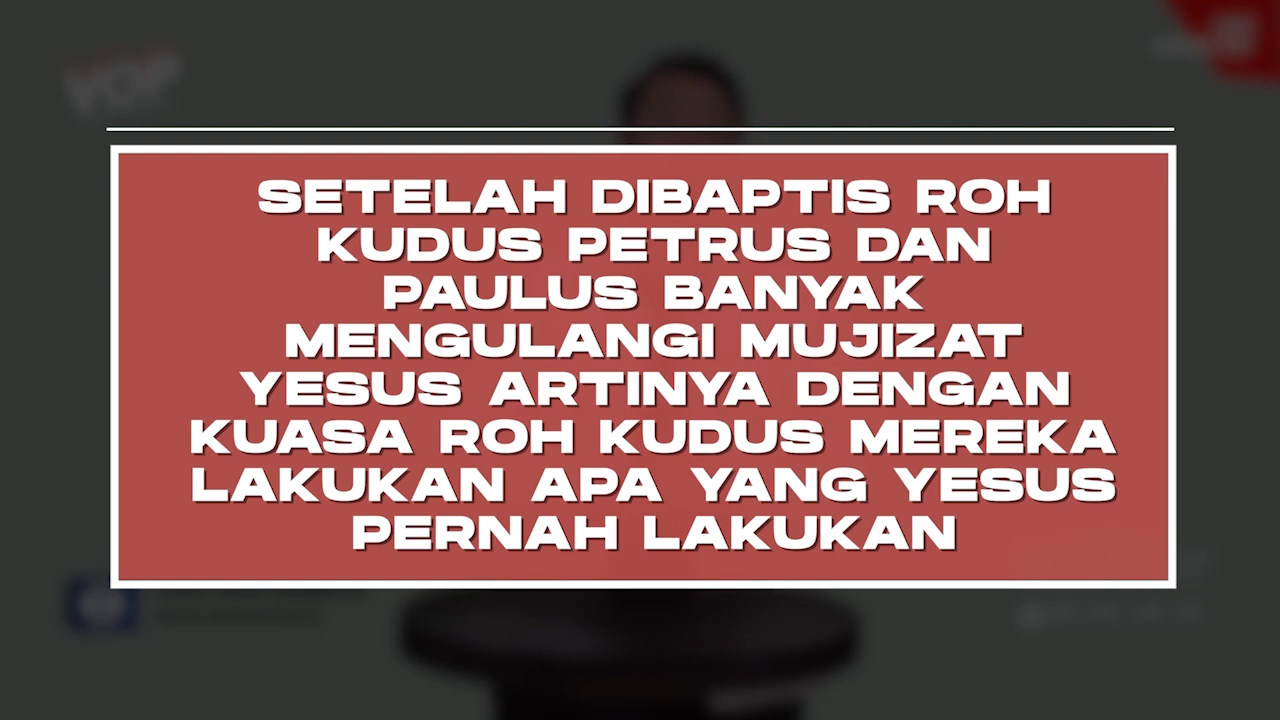 VOP
SETELAH DIBAPTIS ROH
KUDUS PETRUS DAN
PAULUS BANYAK
MENGULANGI MUJIZAT
YESUS ARTINYA DENGAN
KUASA ROH KUDUS MEREKA
LAKUKAN APA YANG YESUS
PERNAH LAKUKAN